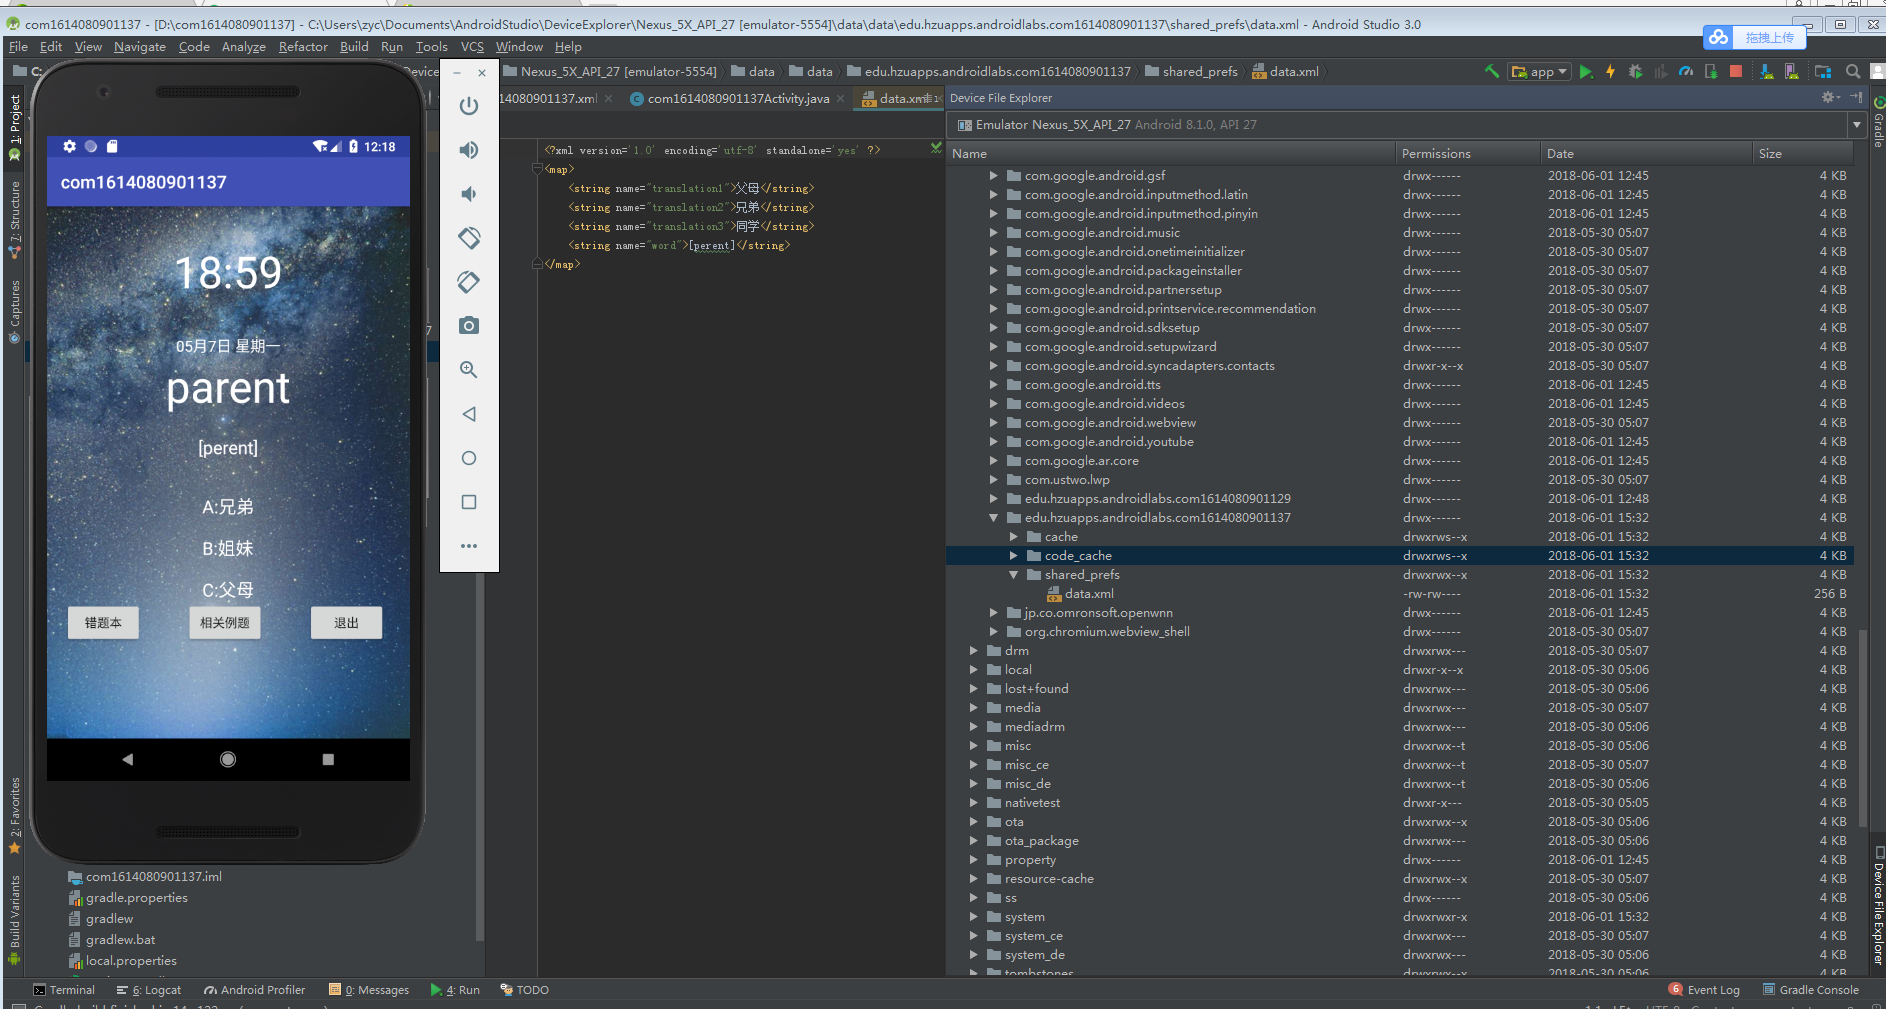 com1614080901137 - [D:\com1614080901137] - C:\Users\zyc\Documents\AndroidStudio\DeviceExplorer\Nexus_5X_API_27 [emulator-5554]\data\data\edu.hzuapps.androidlabs.com1614080901137\shared_prefs\data.xml - Android Studio 3.0
拖拽上传
File Edit View Navigate Code Analyze Refactor Build Run Tools VCS Window Help
Nexus_5X_API_27 [emulator-5554] data data edu.hzuapps.androidlabs.com1614080901137 shared_prefs data.xml
app
com1614080901137Activity.java
Device File Explorer
Emulator Nexus_5X_API_27 Android 8.1.0, API 27
1: Project
7: Structure
Captures
2: Favorites
Build Variants
12:18
com1614080901137
18:59
05月7日 星期一
parent
[perent]
A:兄弟
B:姐妹
C:父母
错题本 相关例题 退出
com1614080901137.iml
gradle.properties
gradlew
gradlew.bat
local.properties
<?xml version='1.0' encoding='utf-8' standalone='yes' ?>
<map>
<string name="translation1">父母</string>
<string name="translation2">兄弟</string>
<string name="translation3">同学</string>
<string name="word">[perent]</string>
</map>
Name Permissions Date Size
com.google.android.gsf drwx------ 2018-06-01 12:45 4 KB
com.google.android.inputmethod.latin drwx------ 2018-06-01 12:45 4 KB
com.google.android.inputmethod.pinyin drwx------ 2018-06-01 12:45 4 KB
com.google.android.music drwx------ 2018-05-30 05:07 4 KB
com.google.android.onetimeinitializer drwx------ 2018-05-30 05:07 4 KB
com.google.android.packageinstaller drwx------ 2018-05-30 05:07 4 KB
com.google.android.partnersetup drwx------ 2018-05-30 05:07 4 KB
com.google.android.printservice.recommendation drwx------ 2018-05-30 05:07 4 KB
com.google.android.sdksetup drwx------ 2018-05-30 05:07 4 KB
com.google.android.setupwizard drwx------ 2018-05-30 05:07 4 KB
com.google.android.syncadapters.contacts drwxr-x--x 2018-05-30 05:07 4 KB
com.google.android.tts drwx------ 2018-06-01 12:45 4 KB
com.google.android.videos drwx------ 2018-06-01 12:45 4 KB
com.google.android.webview drwx------ 2018-05-30 05:07 4 KB
com.google.android.youtube drwx------ 2018-06-01 12:45 4 KB
com.google.ar.core drwx------ 2018-06-01 12:45 4 KB
com.ustwo.lwp drwx------ 2018-05-30 05:07 4 KB
edu.hzuapps.androidlabs.com1614080901129 drwx------ 2018-06-01 12:48 4 KB
edu.hzuapps.androidlabs.com1614080901137 drwx------ 2018-06-01 15:32 4 KB
cache drwxrws--x 2018-06-01 15:32 4 KB
code_cache drwxrws--x 2018-06-01 15:32 4 KB
shared_prefs drwxrwx--x 2018-06-01 15:32 4 KB
data.xml -rw-rw---- 2018-06-01 15:32 256 B
jp.co.omronsoft.openwnn drwx------ 2018-06-01 12:45 4 KB
org.chromium.webview_shell drwx------ 2018-05-30 05:07 4 KB
drm drwxrwx--- 2018-05-30 05:07 4 KB
local drwxr-x--x 2018-05-30 05:06 4 KB
lost+found drwxrwx--- 2018-05-30 05:06 4 KB
media drwxrwx--- 2018-05-30 05:07 4 KB
mediadrm drwxrwx--- 2018-05-30 05:06 4 KB
misc drwxrwx--t 2018-05-30 05:06 4 KB
misc_ce drwxrwx--t 2018-05-30 05:07 4 KB
misc_de drwxrwx--t 2018-05-30 05:06 4 KB
nativetest drwxr-x--- 2018-05-30 05:05 4 KB
ota drwxrwx--x 2018-05-30 05:06 4 KB
ota_package drwxrwx--- 2018-05-30 05:06 4 KB
property drwx------ 2018-06-01 12:45 4 KB
resource-cache drwxrwx--x 2018-05-30 05:07 4 KB
ss drwx------ 2018-05-30 05:06 4 KB
system drwxrwxr-x 2018-06-01 15:32 4 KB
system_ce drwxrwx--- 2018-05-30 05:07 4 KB
system_de drwxrwx--- 2018-05-30 05:06 4 KB
tombstones drwxrwx--x 2018-05-30 05:06 4 KB
Gradle
Device File Explorer
Terminal 6: Logcat Android Profiler 0: Messages 4: Run TODO
6 Event Log Gradle Console